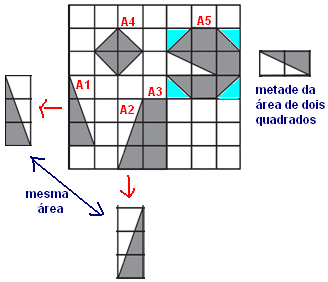 A4
A5
A1
A3
A2
metade da
área de dois
quadrados
mesma
área